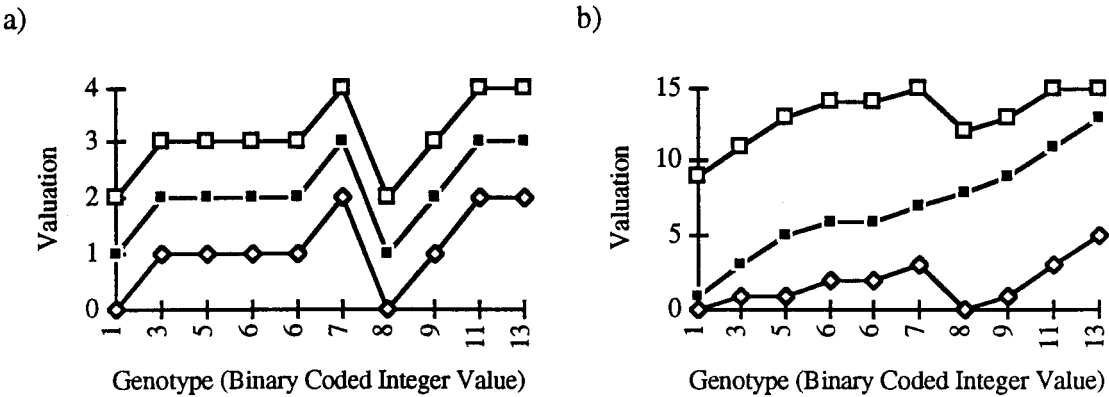 a)
4
3
2
1
0
Valuation
1 3 5 6 6 7 8 9 11 13
Genotype (Binary Coded Integer Value)
b)
15
10
5
0
Valuation
1 3 5 6 6 7 8 9 11 13
Genotype (Binary Coded Integer Value)